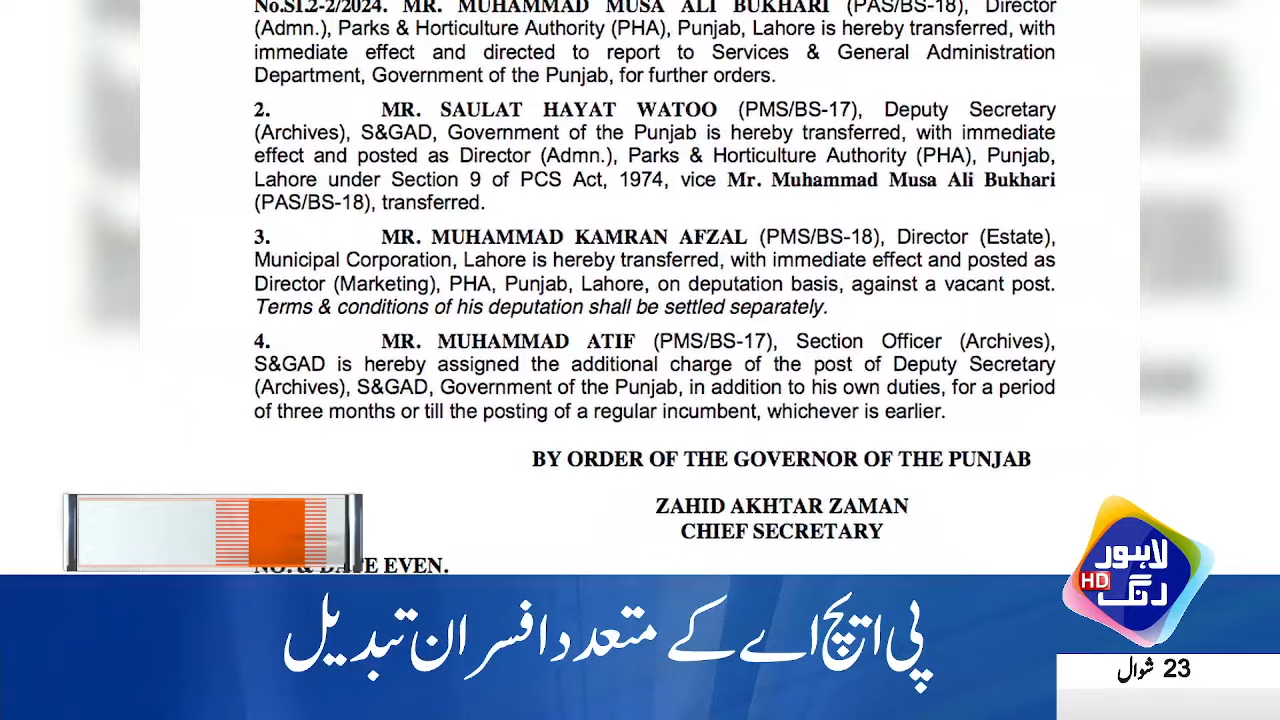 No.SI.2-2/2024. MR. MUHAMMAD MUSA ALI BUKHARI (PAS/BS-18), Director
(Admn.), Parks & Horticulture Authority (PHA), Punjab, Lahore is hereby transferred, with
immediate effect and directed to report to Services & General Administration
Department, Government of the Punjab, for further orders.
2. MR. SAULAT HAYAT WATOO (PMS/BS-17), Deputy Secretary
(Archives), S&GAD, Government of the Punjab is hereby transferred, with immediate
effect and posted as Director (Admn.), Parks & Horticulture Authority (PHA), Punjab,
Lahore under Section 9 of PCS Act, 1974, vice Mr. Muhammad Musa Ali Bukhari
(PAS/BS-18), transferred.
3. MR. MUHAMMAD KAMRAN AFZAL (PMS/BS-18), Director (Estate),
Municipal Corporation, Lahore is hereby transferred, with immediate effect and posted as
Director (Marketing), PHA, Punjab, Lahore, on deputation basis, against a vacant post.
Terms & conditions of his deputation shall be settled separately.
4. MR. MUHAMMAD ATIF (PMS/BS-17), Section Officer (Archives),
S&GAD is hereby assigned the additional charge of the post of Deputy Secretary
(Archives), S&GAD, Government of the Punjab, in addition to his own duties, for a period
of three months or till the posting of a regular incumbent, whichever is earlier.
BY ORDER OF THE GOVERNOR OF THE PUNJAB
ZAHID AKHTAR ZAMAN
CHIEF SECRETARY
NO. & DATE EVEN.
لاہور
HD رنگ
پی ایچ اے کے متعدد افسران تبدیل
23 شوال